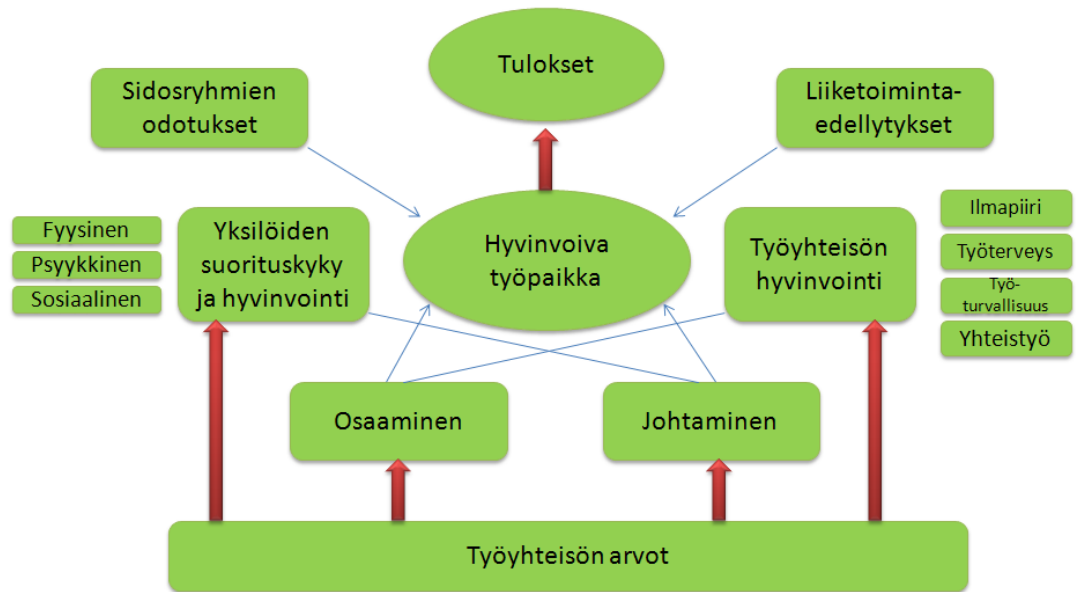 Tulokset
Sidosryhmien
odotukset
Liiketoiminta-
edellytykset
Fyysinen
Psyykkinen
Sosiaalinen
Yksilöiden
suorituskyky
ja hyvinvointi
Hyvinvoiva
työpaikka
Työyhteisön
hyvinvointi
Ilmapiiri
Työterveys
Työ-
turvallisuus
Yhteistyö
Osaaminen
Johtaminen
Työyhteisön arvot